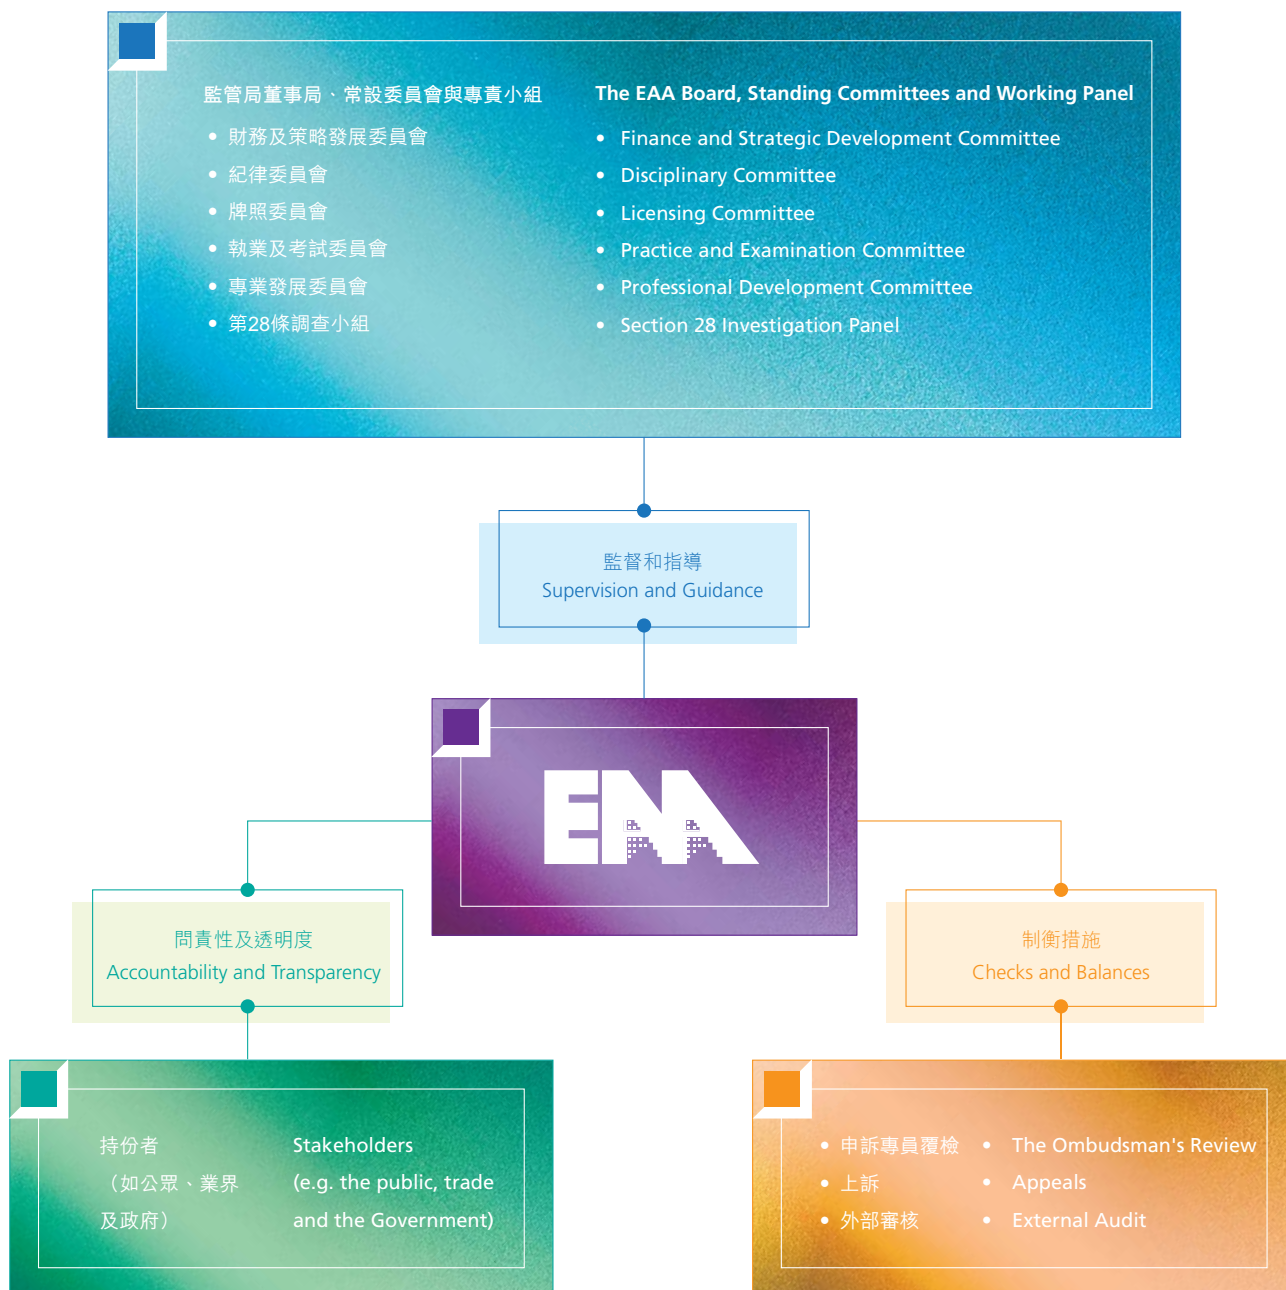 監管局董事局、常設委員會與專責小組
• 財務及策略發展委員會
• 紀律委員會
• 牌照委員會
• 執業及考試委員會
• 專業發展委員會
• 第28條調查小組
The EAA Board, Standing Committees and Working Panel
• Finance and Strategic Development Committee
• Disciplinary Committee
• Licensing Committee
• Practice and Examination Committee
• Professional Development Committee
• Section 28 Investigation Panel
監督和指導
Supervision and Guidance
EAA
問責性及透明度
Accountability and Transparency
制衡措施
Checks and Balances
持份者
（如公眾、業界
及政府）
Stakeholders
(e.g. the public, trade
and the Government)
• 申訴專員覆檢
• 上訴
• 外部審核
• The Ombudsman's Review
• Appeals
• External Audit